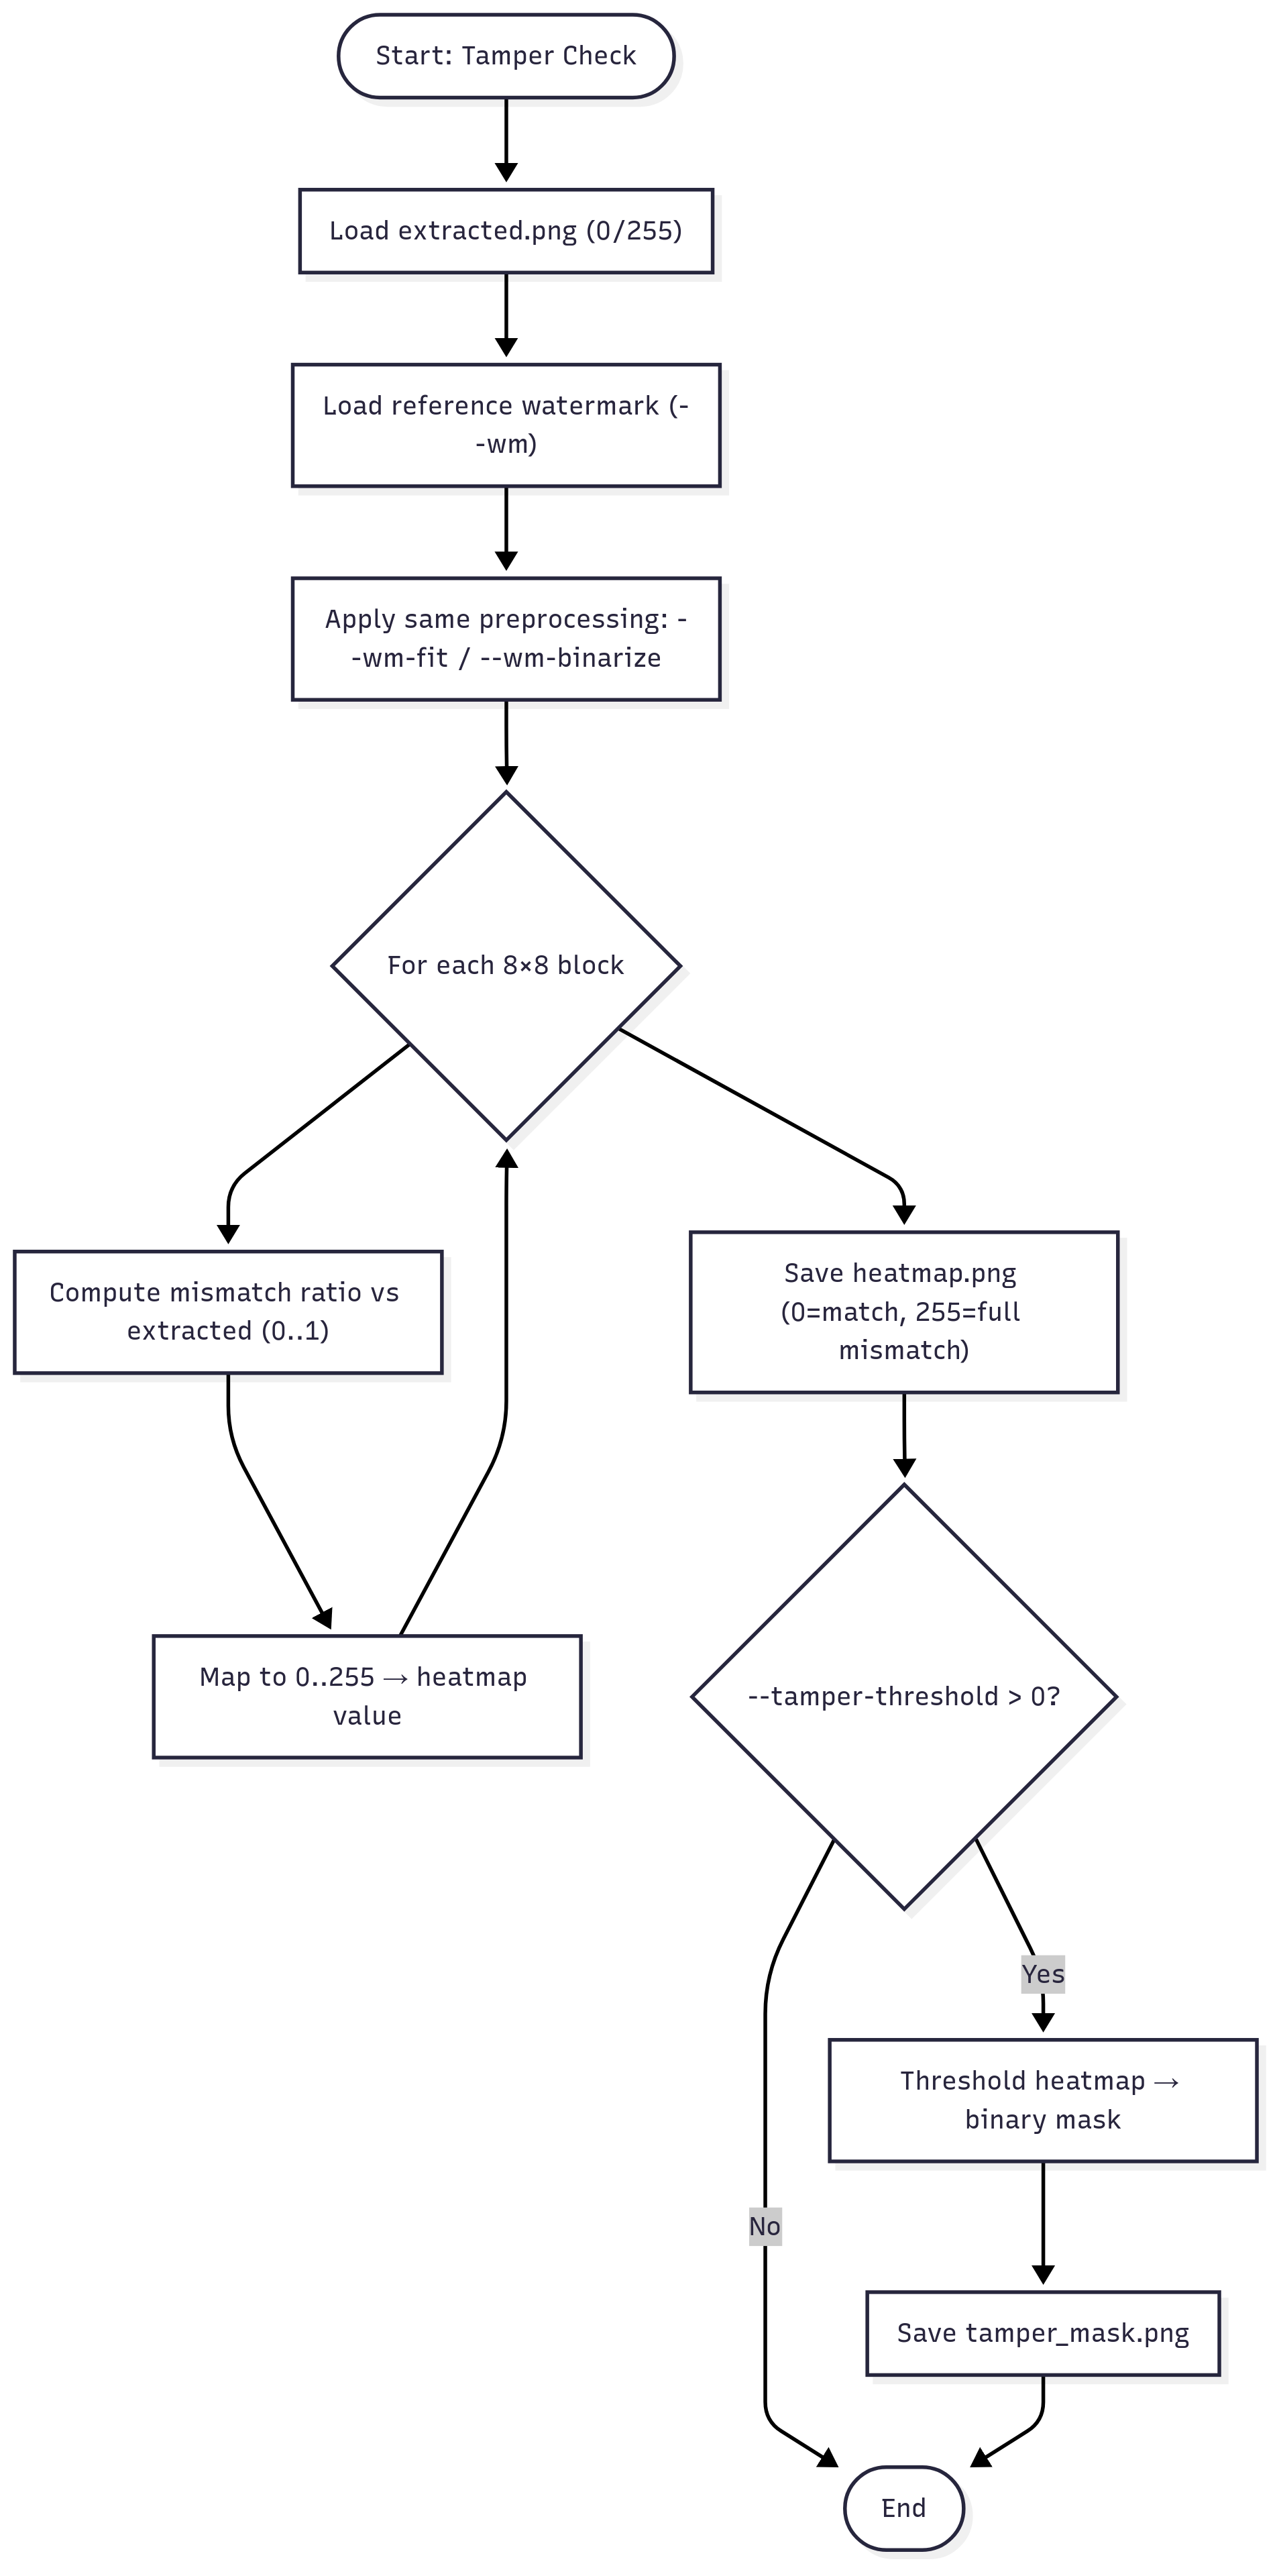 Start: Tamper Check
Load extracted.png (0/255)
Load reference watermark (-
-wm)
Apply same preprocessing: -
-wm-fit / --wm-binarize
For each 8×8 block
Compute mismatch ratio vs
extracted (0..1)
Map to 0..255 → heatmap
value
Save heatmap.png
(0=match, 255=full
mismatch)
--tamper-threshold > 0?
Yes
Threshold heatmap →
binary mask
No
Save tamper_mask.png
End